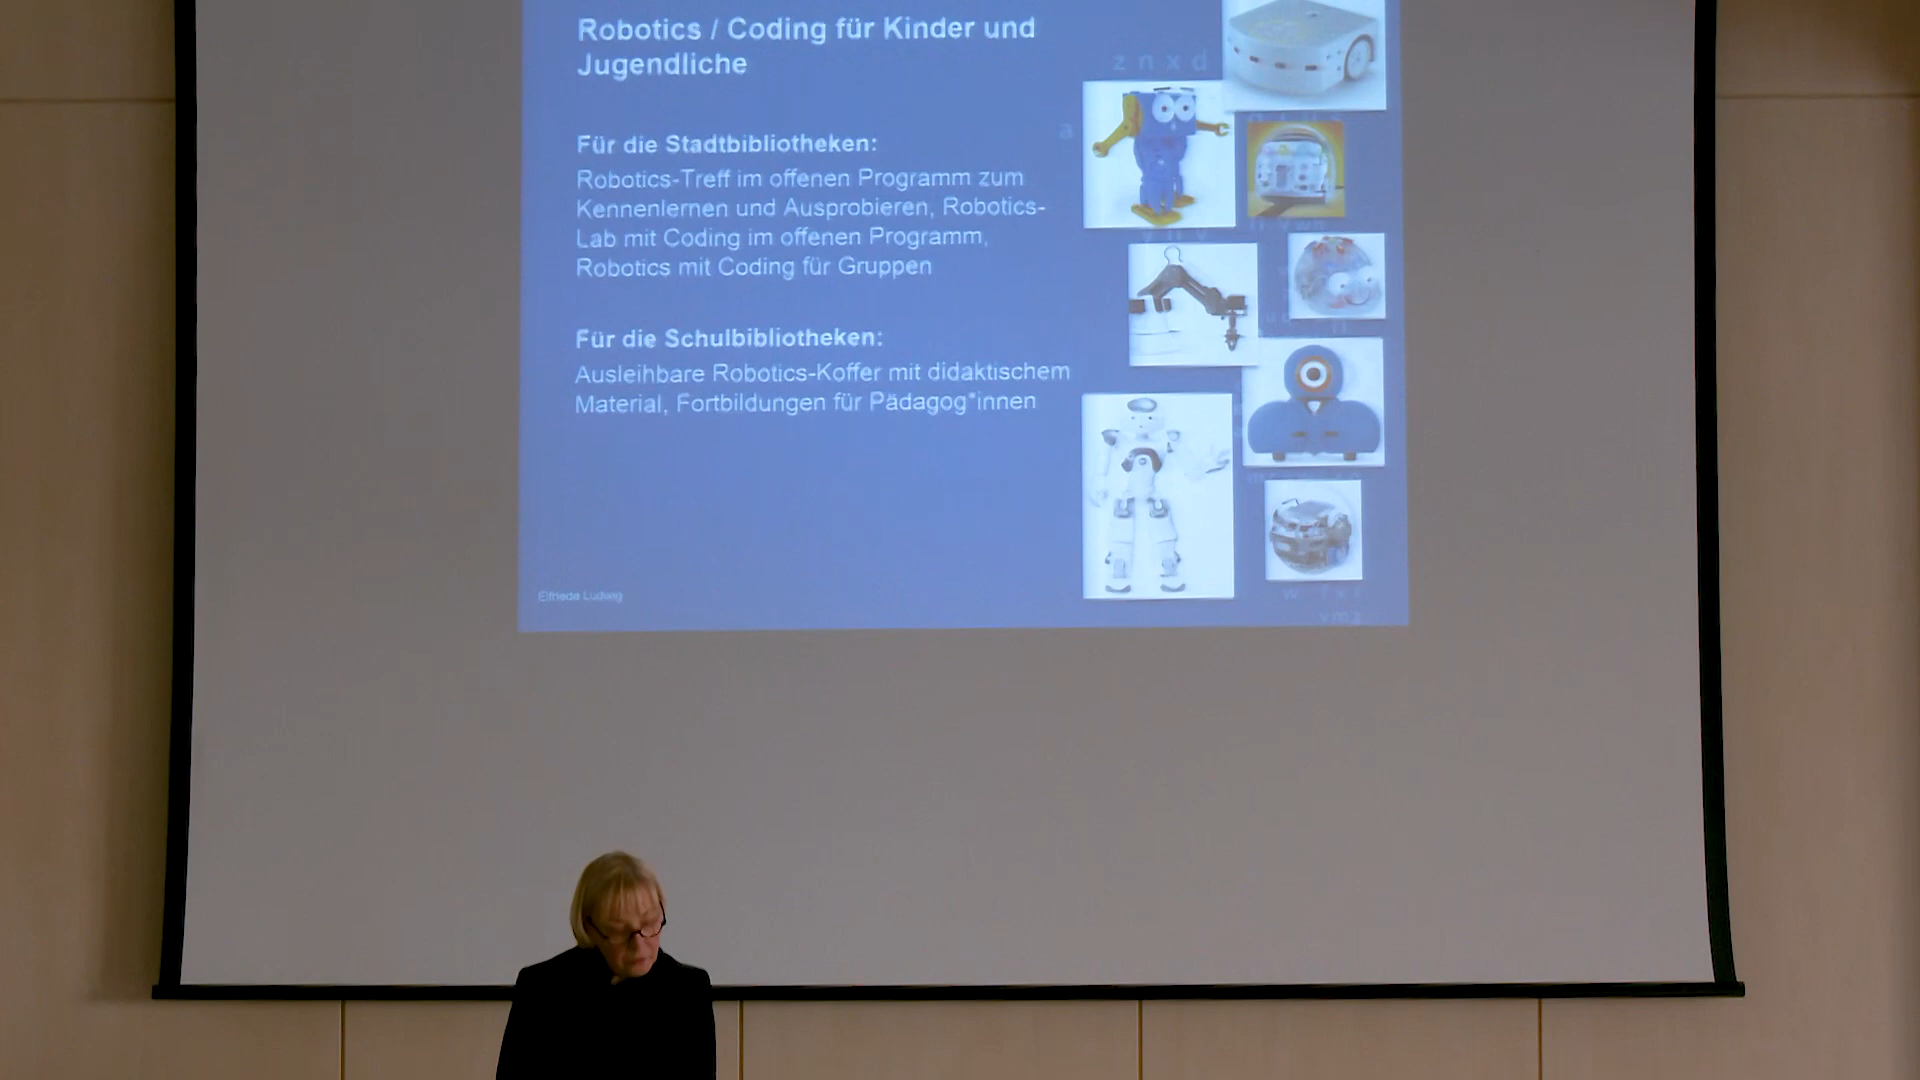 Robotics / Coding für Kinder und
Jugendliche
z n x d
a
Für die Stadtbibliotheken:
Robotics-Treff im offenen Programm zum
Kennenlernen und Ausprobieren, Robotics-
Lab mit Coding im offenen Programm,
Robotics mit Coding für Gruppen
Für die Schulbibliotheken:
Ausleihbare Robotics-Koffer mit didaktischem
Material, Fortbildungen für Pädagog*innen
Elfriede Ludwig